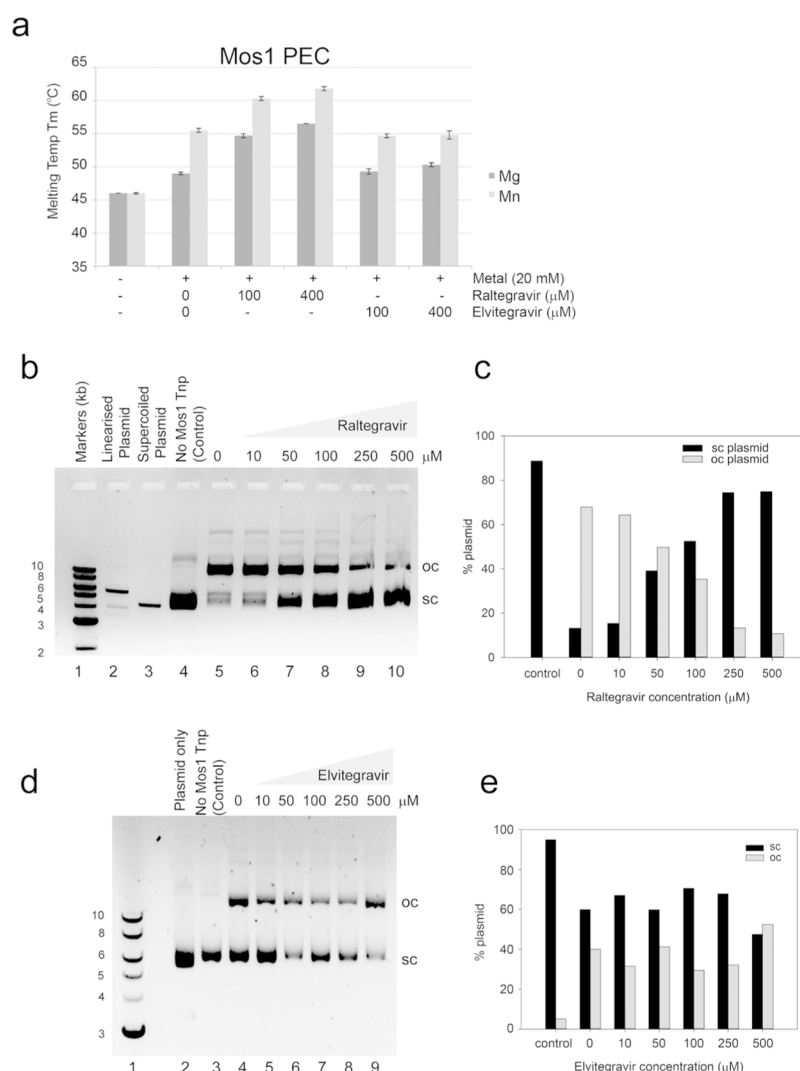 a
Mos1 PEC
Melting Temp Tm (°C)
65
60
55
50
45
40
35
Mg
Mn
- + + + + + Metal (20 mM)
- 0 100 400 - - Raltegravir (μM)
- 0 - - 100 400 Elvitegravir (μM)
b
Markers (kb)
Linearised
Plasmid
Supercoiled
Plasmid
No Mos1 Tnp
(Control)
Raltegravir
0 10 50 100 250 500 μM
10
8
6
5
4
3
2
oc
sc
1 2 3 4 5 6 7 8 9 10
c
100
80
60
40
20
0
% plasmid
sc plasmid
oc plasmid
control 0 10 50 100 250 500
Raltegravir concentration (μM)
d
Plasmid only
No Mos1 Tnp
(Control)
Elvitegravir
0 10 50 100 250 500 μM
10
8
6
5
4
3
oc
sc
1 2 3 4 5 6 7 8 9
e
100
80
60
40
20
0
% plasmid
sc
oc
control 0 10 50 100 250 500
Elvitegravir concentration (μM)